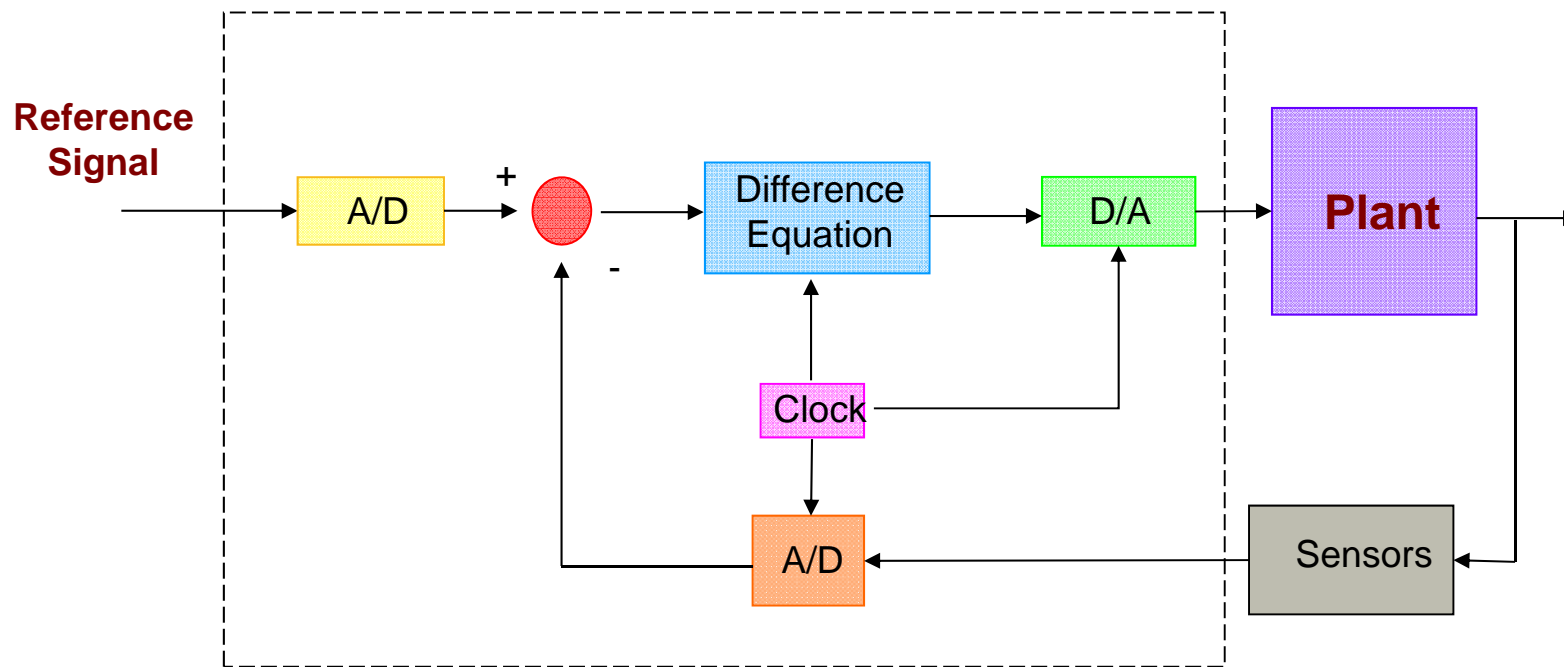 Reference
Signal
A/D
+
-
Difference
Equation
D/A
Plant
Clock
A/D
Sensors